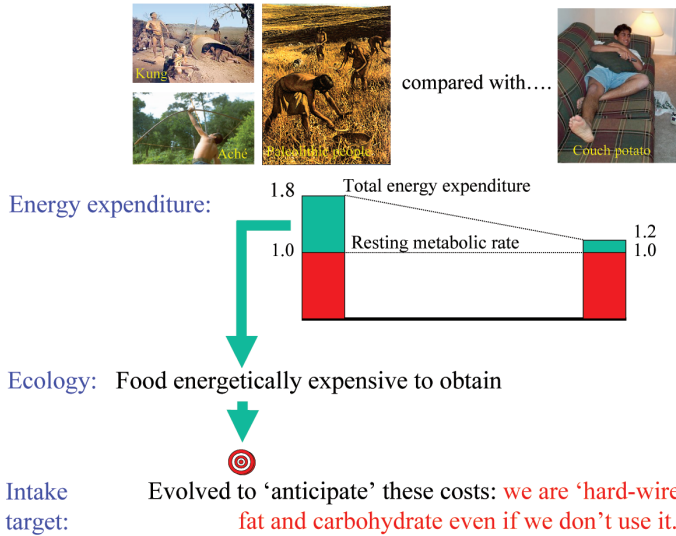 Kung
Aché
Paleolithic people
compared with….
Couch potato
Energy expenditure:
1.8
Total energy expenditure
1.2
1.0
Resting metabolic rate
1.0
Ecology: Food energetically expensive to obtain
Intake target:
Evolved to ‘anticipate’ these costs: we are ‘hard-wire
fat and carbohydrate even if we don’t use it.